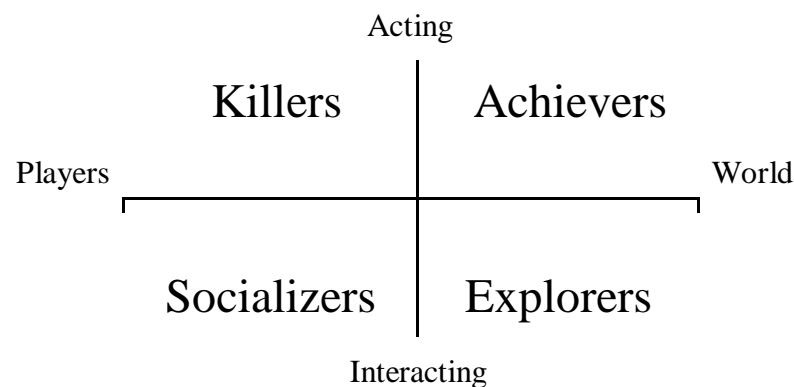 Acting
Killers Achievers
Players World
Socializers Explorers
Interacting